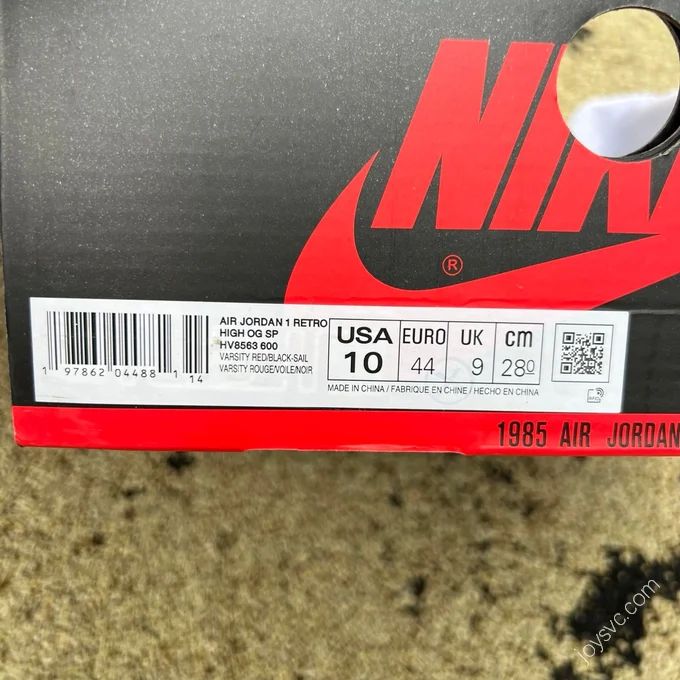 NIKE
®
AIR JORDAN 1 RETRO
HIGH OG SP
HV8563 600
VARSITY RED/BLACK-SAIL
VARSITY ROUGE/VOILE/NOIR
1 97862 04488 1 14
USA 10
EURO 44
UK 9
cm 28.0
MADE IN CHINA / FABRIQUE EN CHINE / HECHO EN CHINA
RFID
1985 AIR JORDAN
joysvc.com